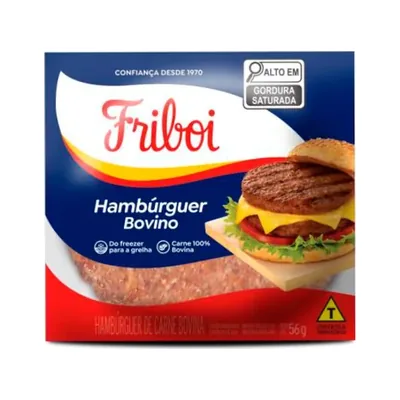 CONFIANÇA DESDE 1970
ALTO EM
GORDURA
SATURADA
Friboi
Hambúrguer
Bovino
Do freezer
para a grelha
Carne 100%
Bovina
HAMBÚRGUER DE CARNE BOVINA
56g
T